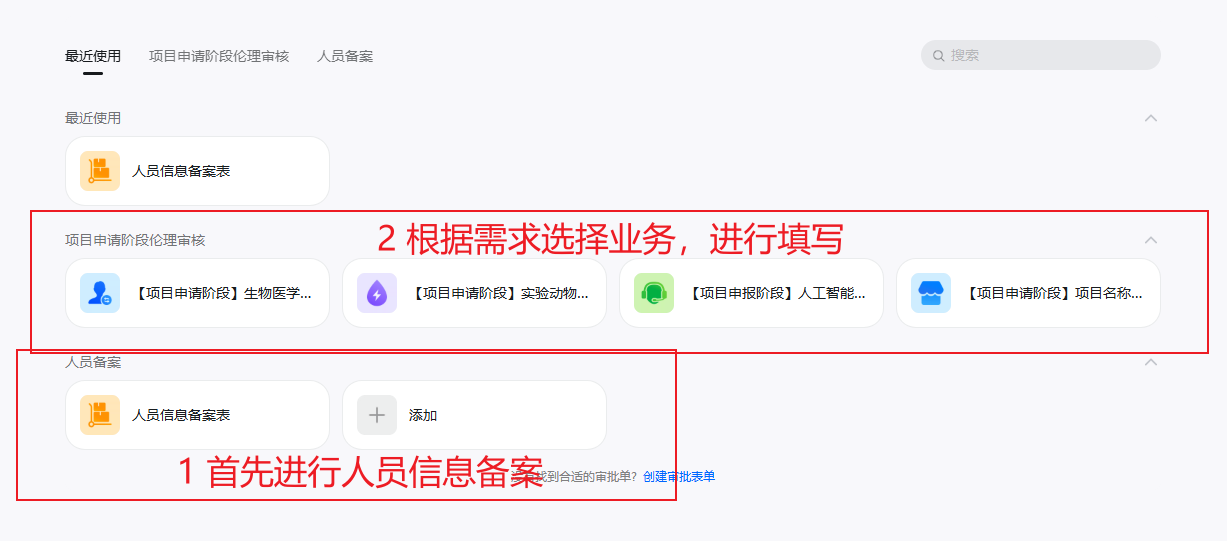 最近使用 项目申请阶段伦理审核 人员备案 搜索
最近使用
人员信息备案表
项目申请阶段伦理审核
2 根据需求选择业务，进行填写
【项目申请阶段】生物医学... 【项目申请阶段】实验动物... 【项目申报阶段】人工智能... 【项目申请阶段】项目名称...
人员备案
人员信息备案表 添加
1 首先进行人员信息备案
找到合适的审批单？创建审批表单